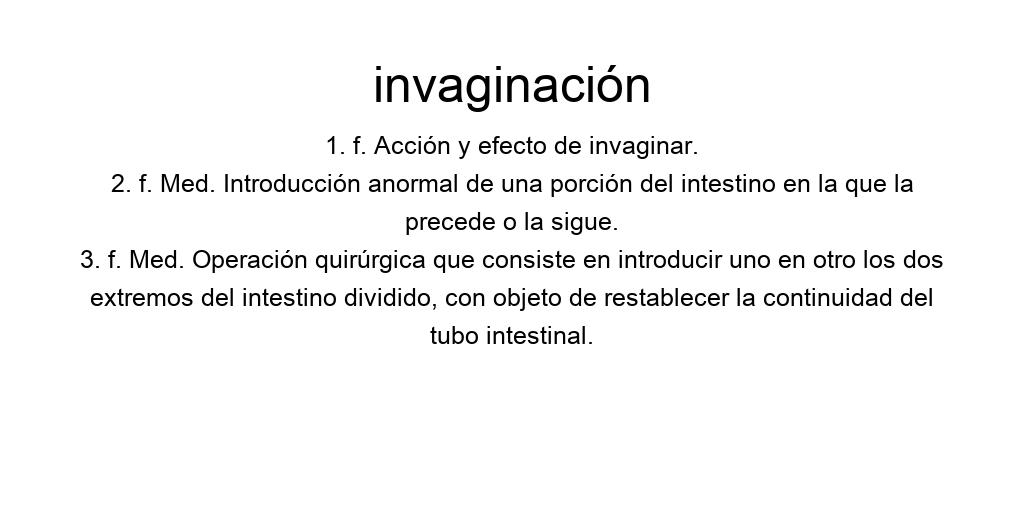 invaginación
1. f. Acción y efecto de invaginar.
2. f. Med. Introducción anormal de una porción del intestino en la que la
precede o la sigue.
3. f. Med. Operación quirúrgica que consiste en introducir uno en otro los dos
extremos del intestino dividido, con objeto de restablecer la continuidad del
tubo intestinal.